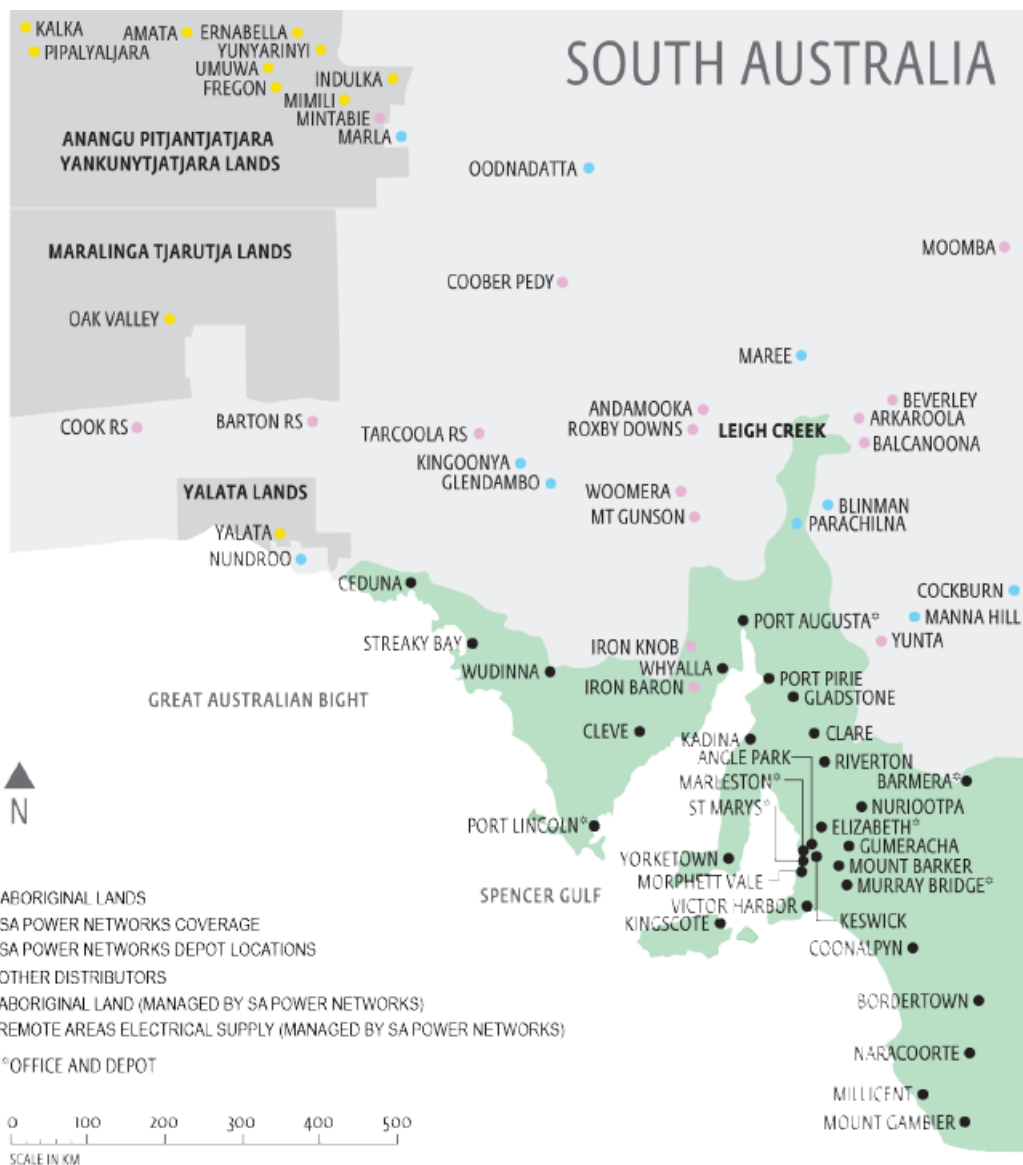 SOUTH AUSTRALIA
KALKA
PIPALYALJARA
AMATA
ERNABELLA
YUNYARINYI
UMUWA
FREGON
INDULKA
MIMILI
MINTABIE
MARLA
ANANGU PITJANTJATJARA
YANKUNYTJATJARA LANDS
OODNADATTA
MARALINGA TJARUTJA LANDS
MOOMBA
COOBER PEDY
OAK VALLEY
MAREE
BEVERLEY
ANDAMOOKA
ARKAROOLA
ROXBY DOWNS
LEIGH CREEK
BALCANOONA
COOK RS
BARTON RS
TARCOOLA RS
KINGOONYA
GLENDAMBO
YALATA LANDS
WOOMERA
MT GUNSON
BLINMAN
PARACHILNA
YALATA
NUNDROO
CEDUNA
COCKBURN
MANNA HILL
PORT AUGUSTA*
YUNTA
STREAKY BAY
IRON KNOB
WHYALLA
WUDINNA
IRON BARON
PORT PIRIE
GLADSTONE
GREAT AUSTRALIAN BIGHT
CLEVE
KADINA
CLARE
ANGLE PARK
RIVERTON
MARLESTON*
BARMERA*
ST MARYS*
NURIOOTPA
N
PORT LINCOLN*
ELIZABETH*
GUMERACHA
YORKETOWN
MOUNT BARKER
MORPHETT VALE
MURRAY BRIDGE*
SPENCER GULF
VICTOR HARBOR
KINGSCOTE
KESWICK
COONALPYN
BORDERTOWN
NARACOORTE
MILLICENT
MOUNT GAMBIER
ABORIGINAL LANDS
SA POWER NETWORKS COVERAGE
SA POWER NETWORKS DEPOT LOCATIONS
OTHER DISTRIBUTORS
ABORIGINAL LAND (MANAGED BY SA POWER NETWORKS)
REMOTE AREAS ELECTRICAL SUPPLY (MANAGED BY SA POWER NETWORKS)
*OFFICE AND DEPOT
0 100 200 300 400 500
SCALE IN KM